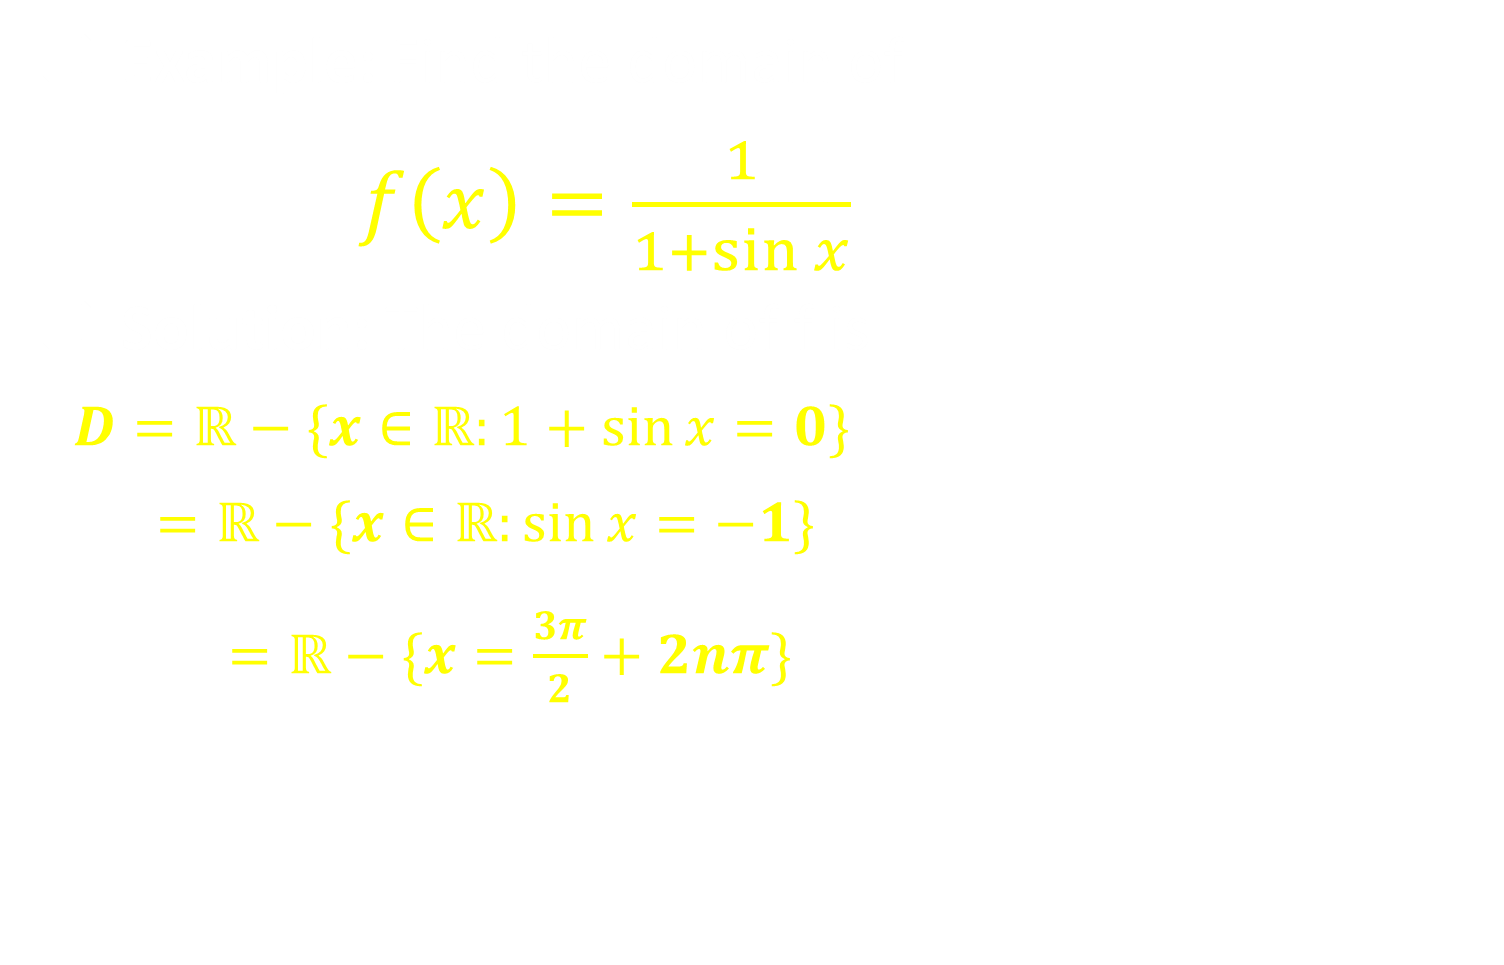 f(x) = 1/(1+sin x)
D = ℝ − {x ∈ ℝ: 1 + sin x = 0}
= ℝ − {x ∈ ℝ: sin x = −1}
= ℝ − {x = 3π/2 + 2nπ}